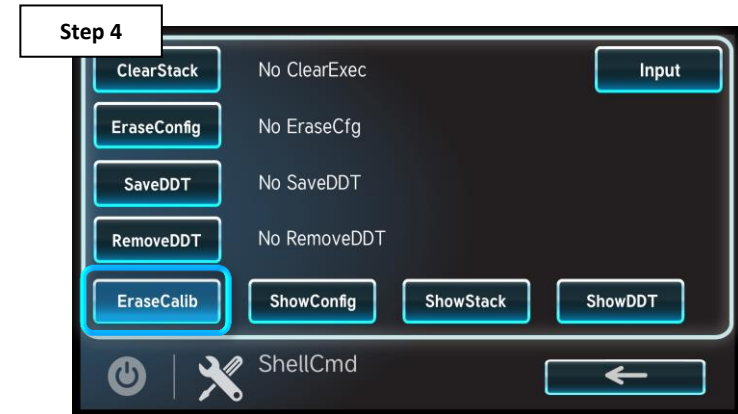 Step 4
ClearStack No ClearExec Input
EraseConfig No EraseCfg
SaveDDT No SaveDDT
RemoveDDT No RemoveDDT
EraseCalib ShowConfig ShowStack ShowDDT
ShellCmd